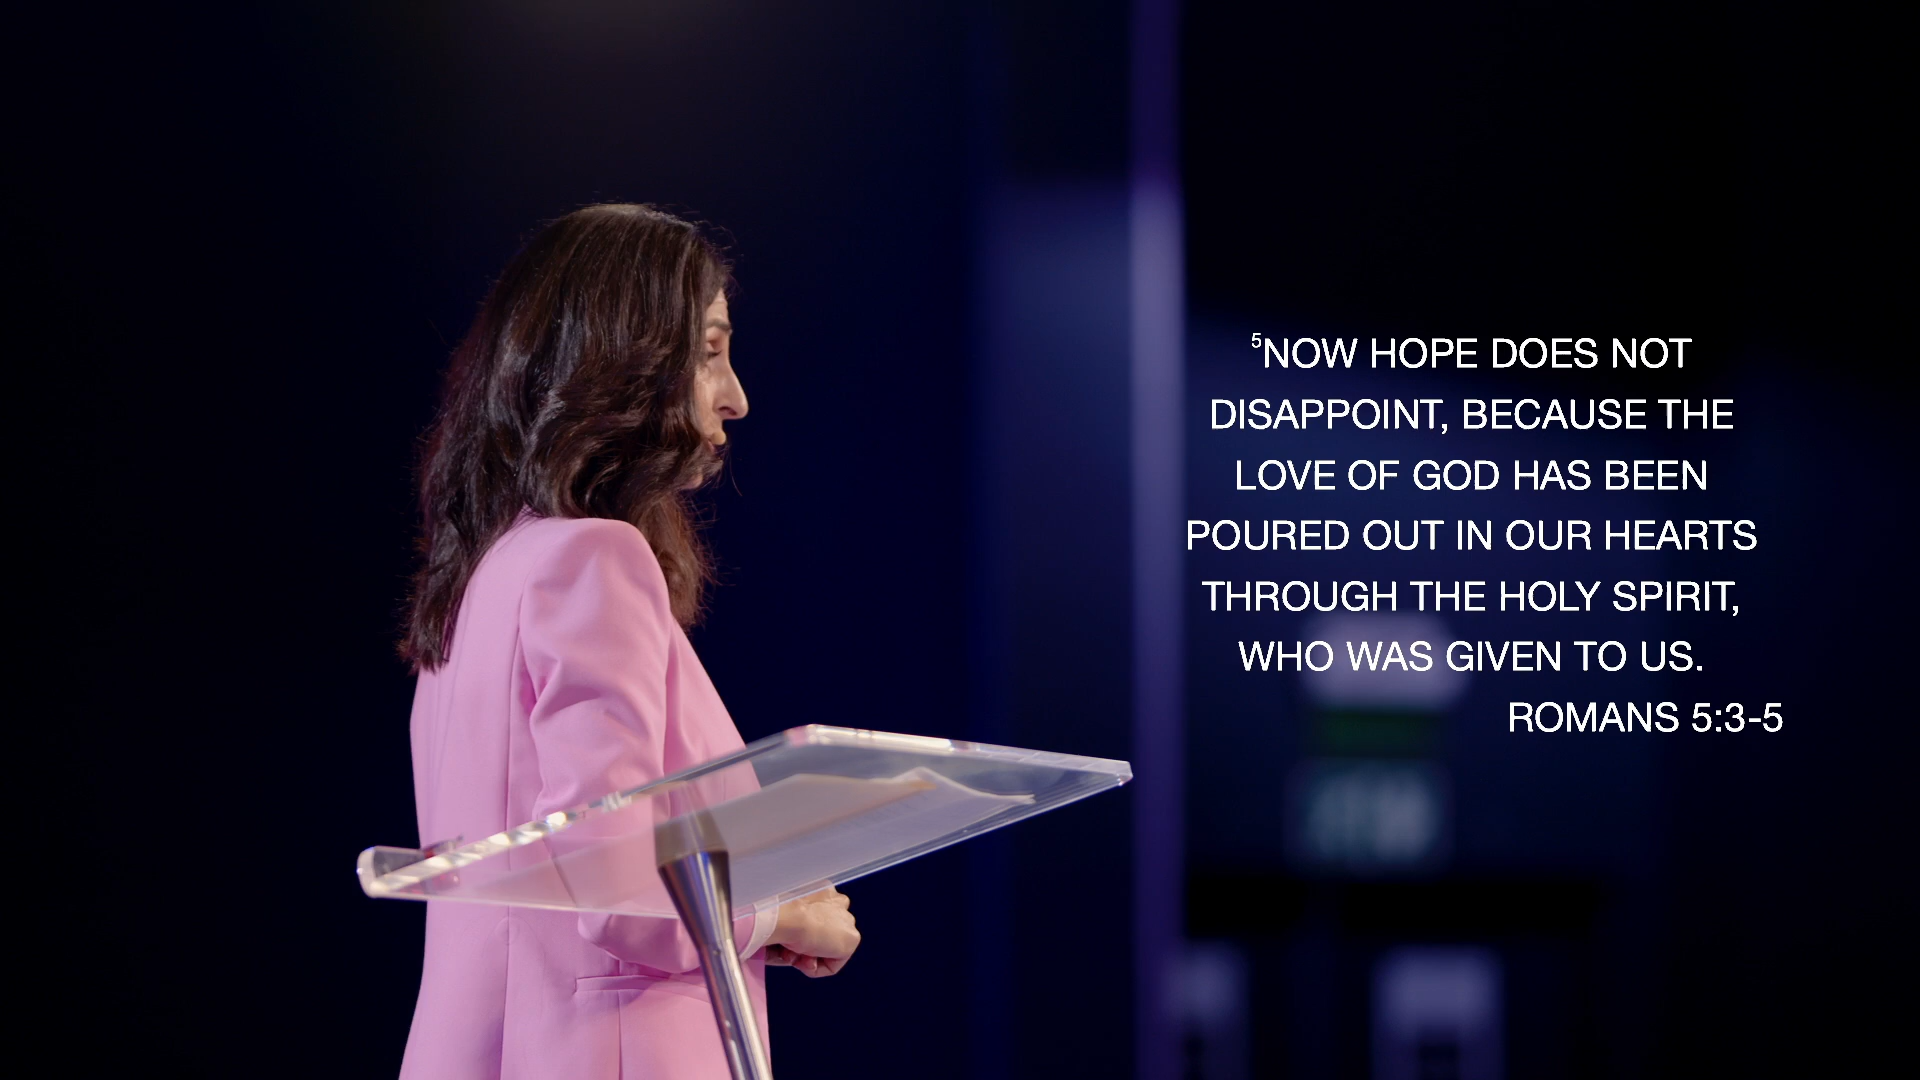 ⁵NOW HOPE DOES NOT
DISAPPOINT, BECAUSE THE
LOVE OF GOD HAS BEEN
POURED OUT IN OUR HEARTS
THROUGH THE HOLY SPIRIT,
WHO WAS GIVEN TO US.
ROMANS 5:3-5